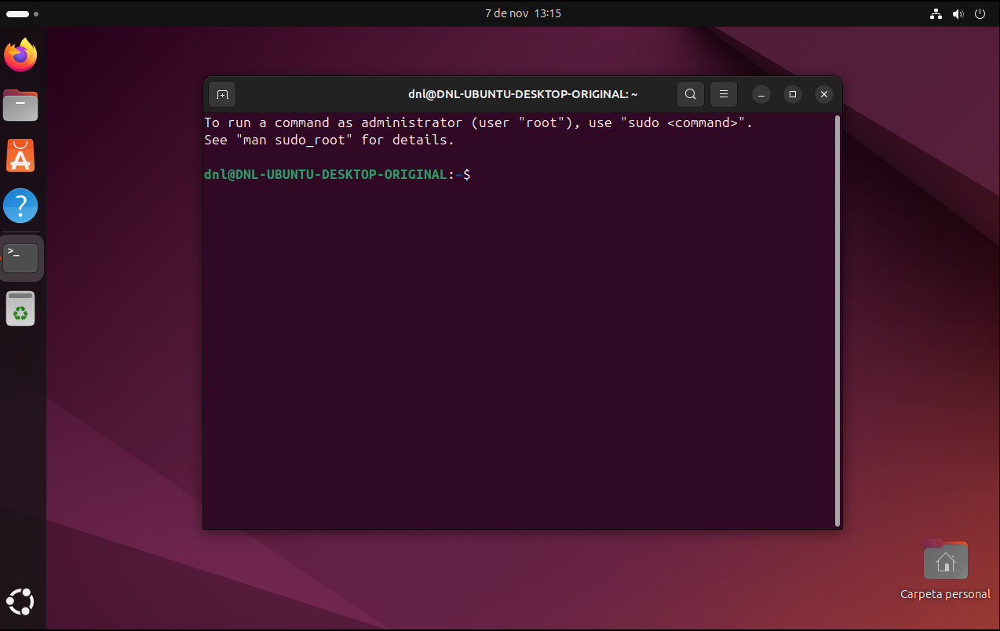 7 de nov 13:15
dnl@DNL-UBUNTU-DESKTOP-ORIGINAL: ~
To run a command as administrator (user "root"), use "sudo <command>".
See "man sudo_root" for details.
dnl@DNL-UBUNTU-DESKTOP-ORIGINAL:~$
>_
Carpeta personal